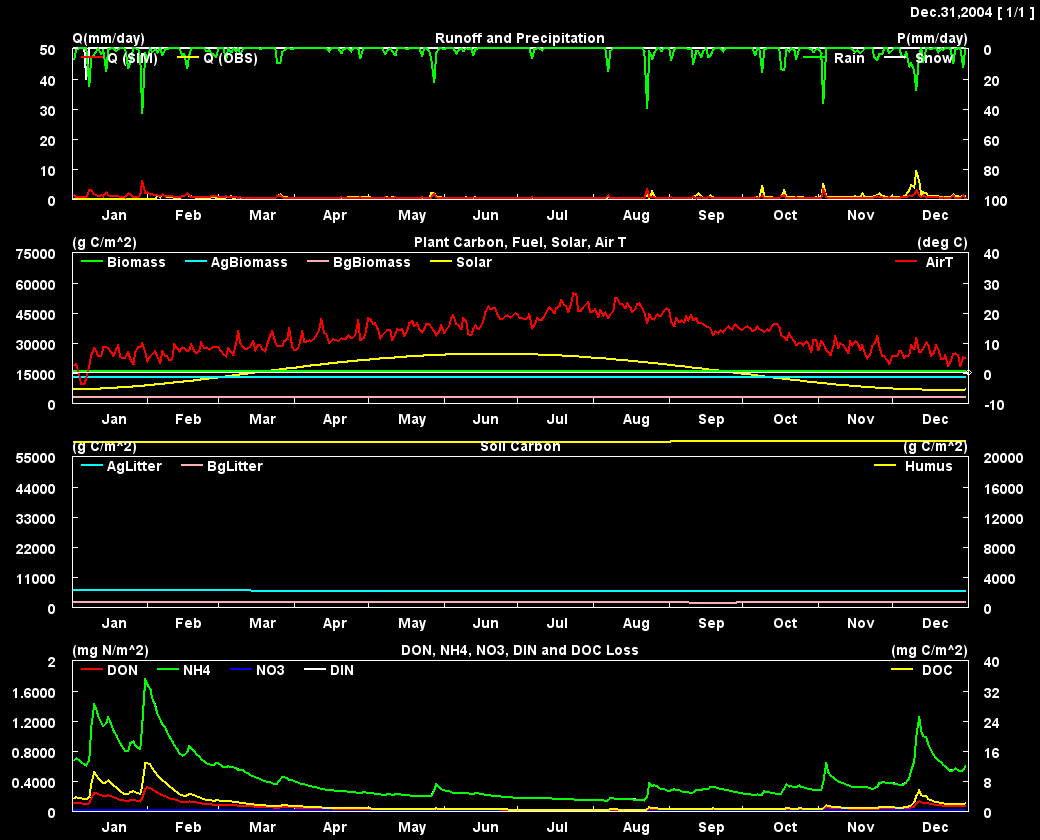 Dec.31,2004 [ 1/1 ]
Q(mm/day) Runoff and Precipitation P(mm/day)
50 0
Q (SIM) Q (OBS) Rain Snow
40 20
30 40
20 60
10 80
0 100
Jan Feb Mar Apr May Jun Jul Aug Sep Oct Nov Dec
(g C/m^2) Plant Carbon, Fuel, Solar, Air T (deg C)
75000 40
Biomass AgBiomass BgBiomass Solar AirT
60000 30
45000 20
30000 10
15000 0
0 -10
Jan Feb Mar Apr May Jun Jul Aug Sep Oct Nov Dec
(g C/m^2) Soil Carbon (g C/m^2)
55000 20000
AgLitter BgLitter Humus
44000 16000
33000 12000
22000 8000
11000 4000
0 0
Jan Feb Mar Apr May Jun Jul Aug Sep Oct Nov Dec
(mg N/m^2) DON, NH4, NO3, DIN and DOC Loss (mg C/m^2)
2 40
DON NH4 NO3 DIN DOC
1.6000 32
1.2000 24
0.8000 16
0.4000 8
0 0
Jan Feb Mar Apr May Jun Jul Aug Sep Oct Nov Dec